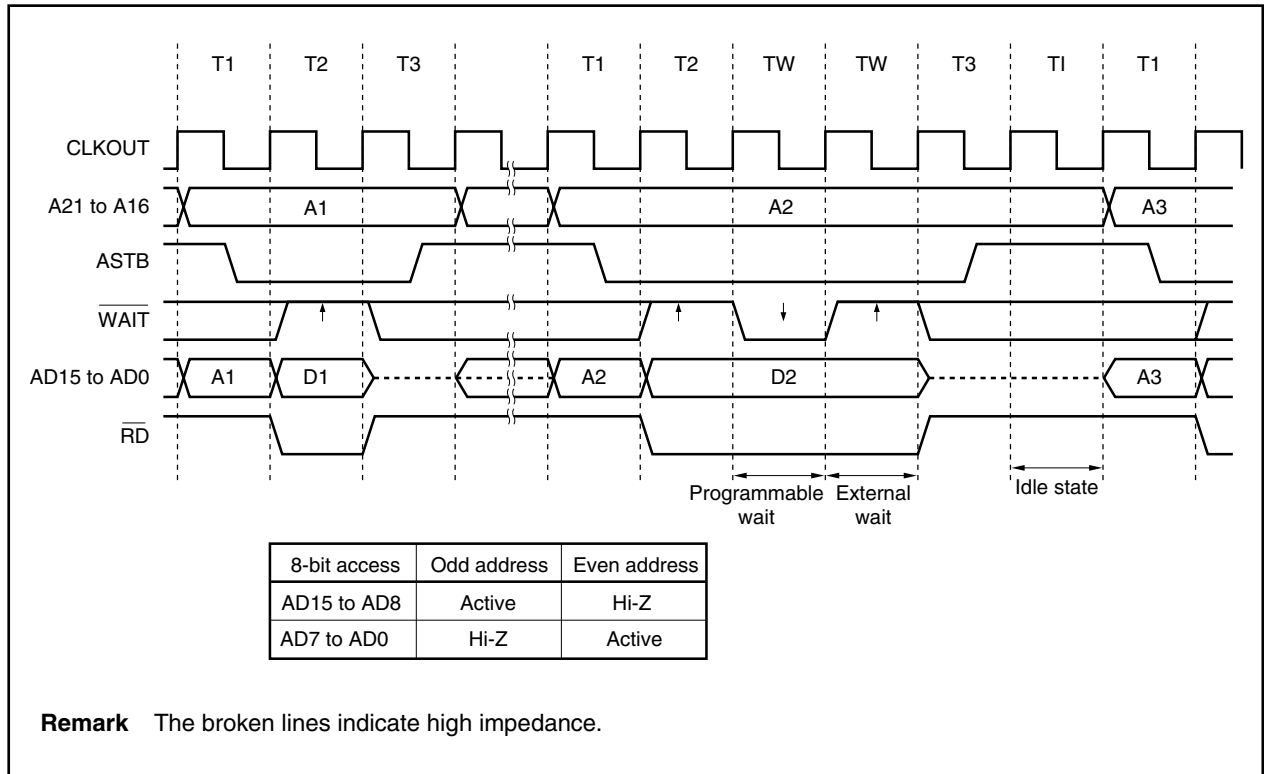 T1 T2 T3 T1 T2 TW TW T3 TI T1
CLKOUT
A21 to A16 A1 A2 A3
ASTB
WAIT
AD15 to AD0 A1 D1 A2 D2 A3
RD
Programmable wait
External wait
Idle state
8-bit access Odd address Even address
AD15 to AD8 Active Hi-Z
AD7 to AD0 Hi-Z Active
Remark The broken lines indicate high impedance.